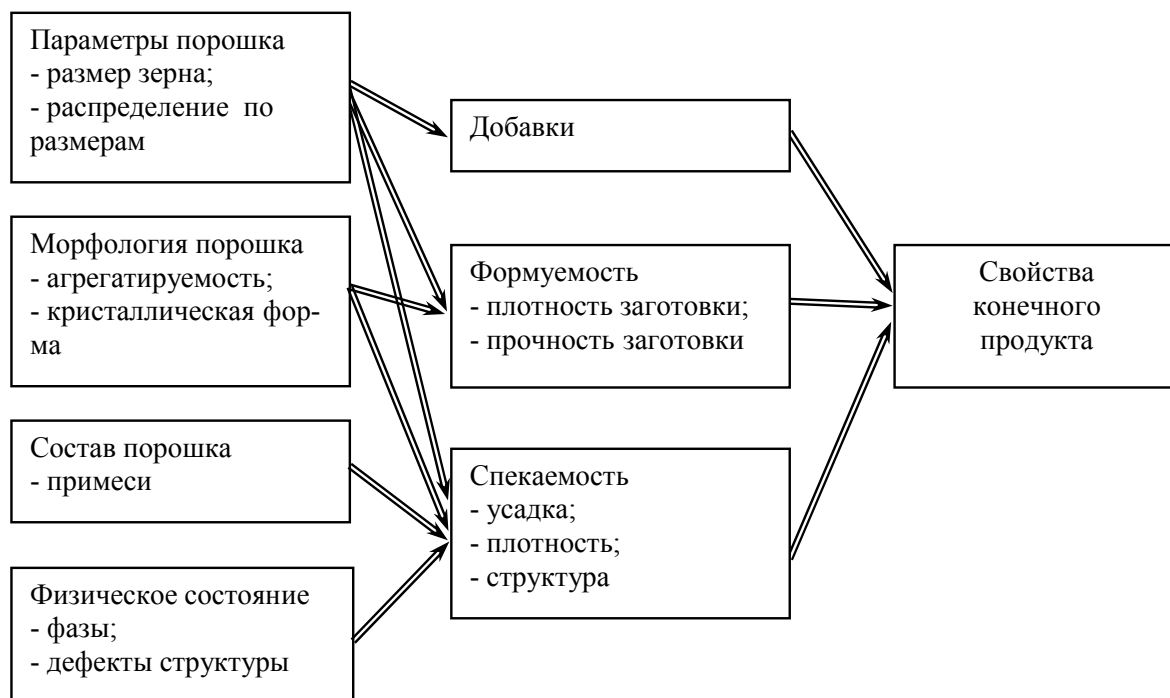 Параметры порошка
- размер зерна;
- распределение по
размерам
Морфология порошка
- агрегатируемость;
- кристаллическая фор-
ма
Состав порошка
- примеси
Физическое состояние
- фазы;
- дефекты структуры
Добавки
Формуемость
- плотность заготовки;
- прочность заготовки
Спекаемость
- усадка;
- плотность;
- структура
Свойства
конечного
продукта